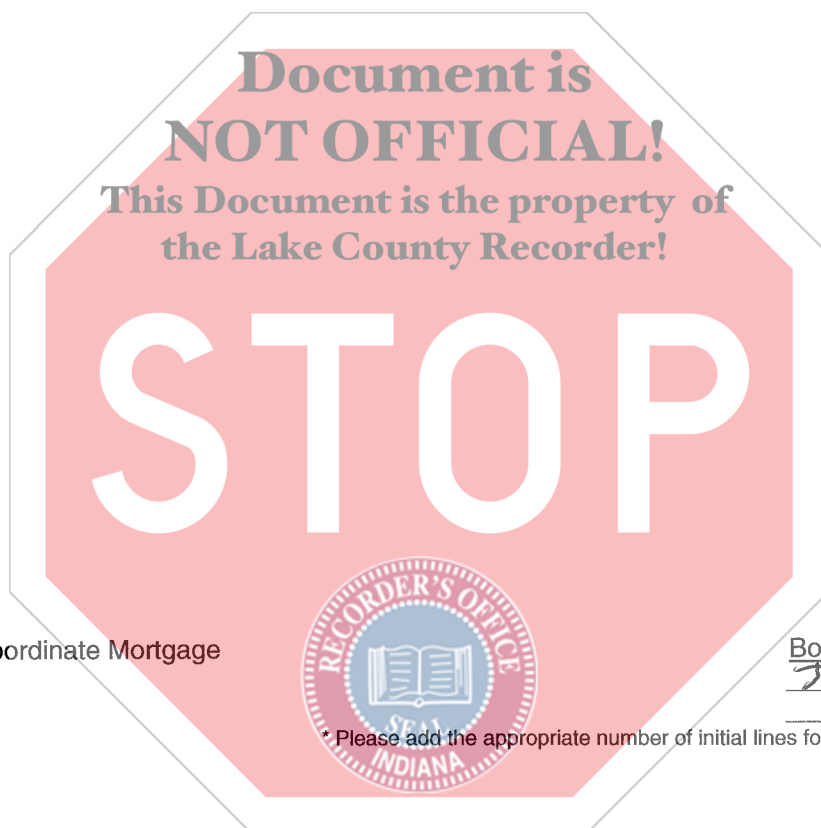 Document is
NOT OFFICIAL!
This Document is the property of
the Lake County Recorder!
STOP
RECORDER'S OFFICE
oordinate Mortgage
Bo
SEAL
* Please add the appropriate number of initial lines fo
INDIANA